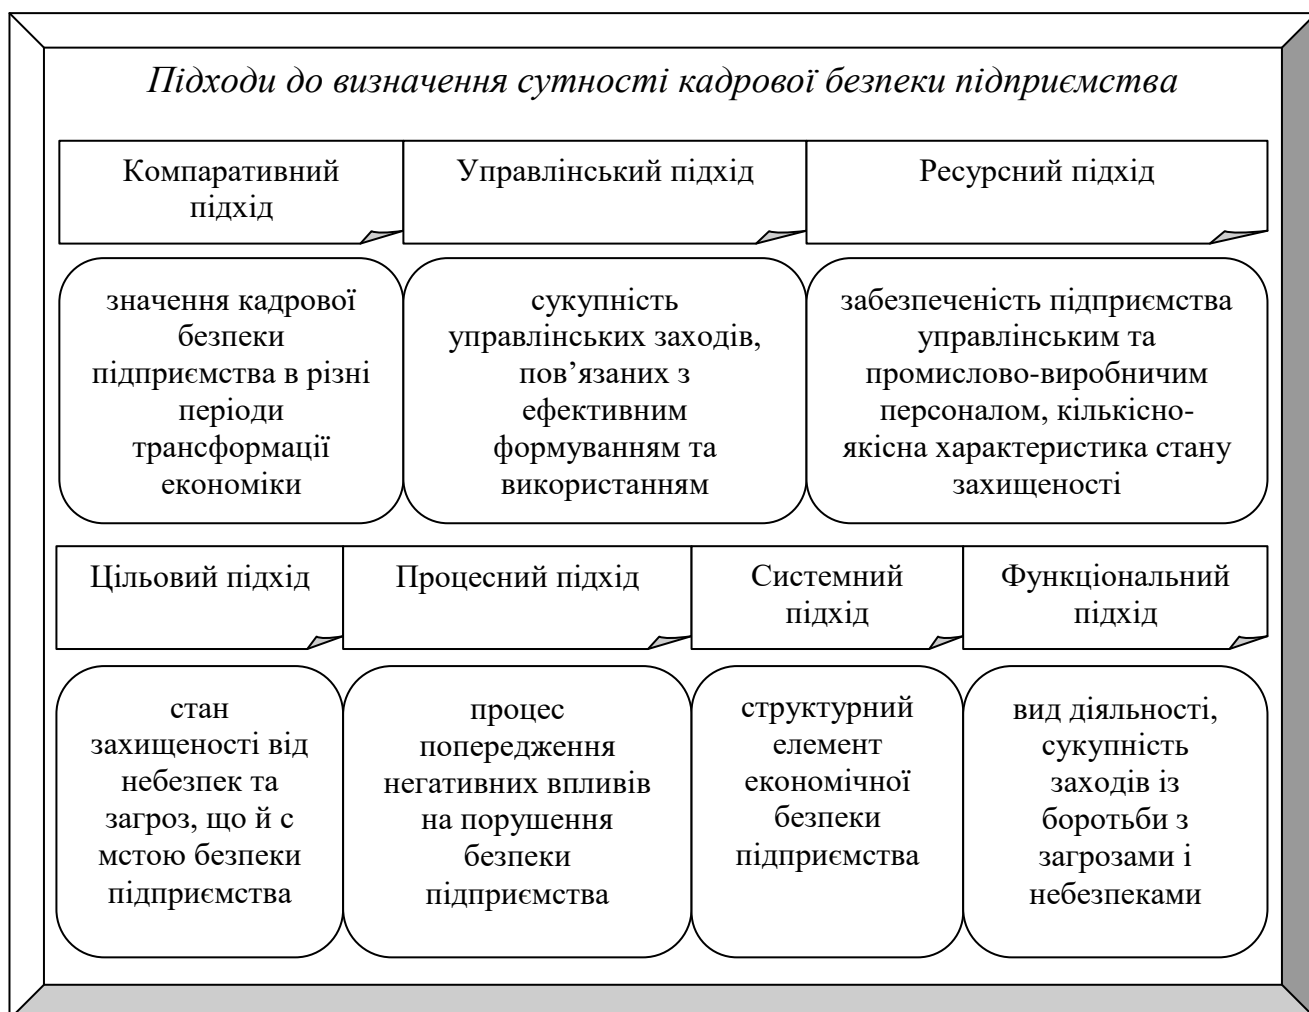 Підходи до визначення сутності кадрової безпеки підприємства
Компаративний
підхід
Управлінський підхід
Ресурсний підхід
значення кадрової
безпеки
підприємства в різні
періоди
трансформації
економіки
сукупність
управлінських заходів,
пов’язаних з
ефективним
формуванням та
використанням
забезпеченість підприємства
управлінським та
промислово-виробничим
персоналом, кількісно-
якісна характеристика стану
захищеності
Цільовий підхід
Процесний підхід
Системний
підхід
Функціональний
підхід
стан
захищеності від
небезпек та
загроз, що й с
мстою безпеки
підприємства
процес
попередження
негативних впливів
на порушення
безпеки
підприємства
структурний
елемент
економічної
безпеки
підприємства
вид діяльності,
сукупність
заходів із
боротьби з
загрозами і
небезпеками